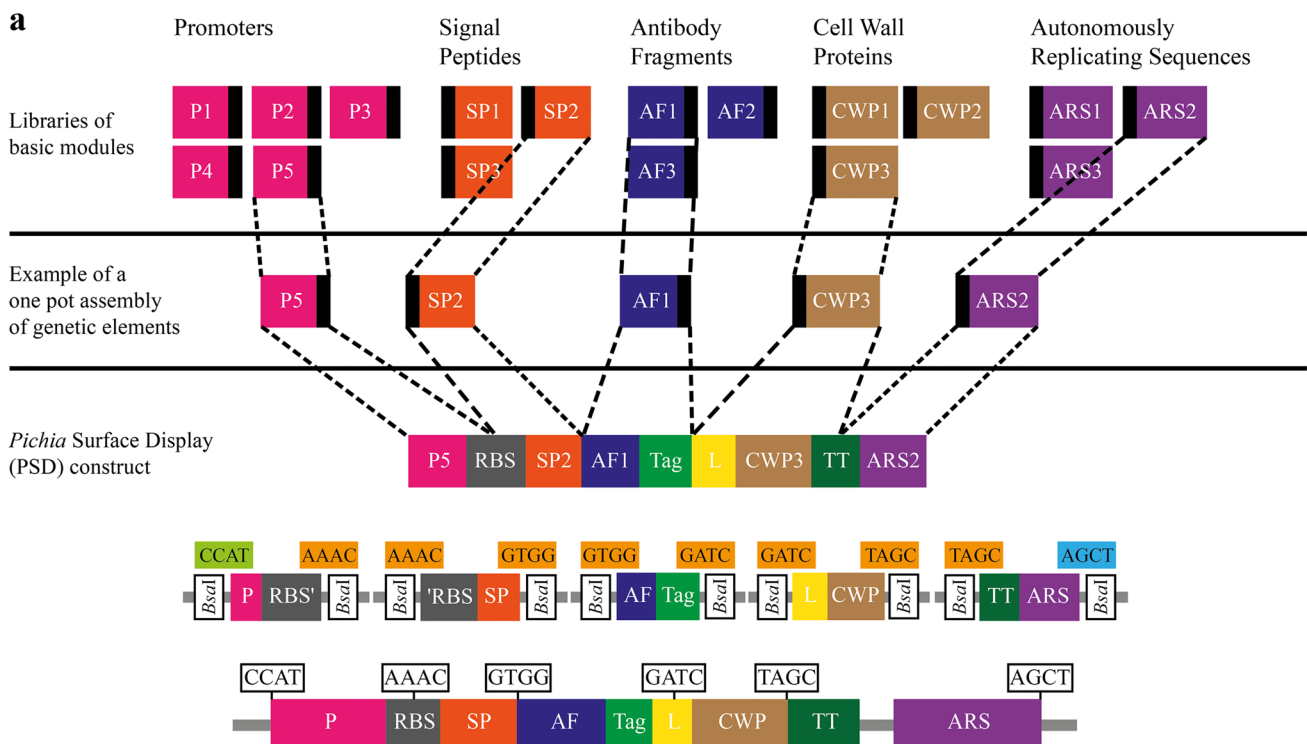 a
Promoters
Signal
Peptides
Antibody
Fragments
Cell Wall
Proteins
Autonomously
Replicating Sequences
Libraries of
basic modules
P1 P2 P3 SP1 SP2 AF1 AF2 CWP1 CWP2 ARS1 ARS2
P4 P5 SP3 AF3 CWP3 ARS3
Example of a
one pot assembly
of genetic elements
P5 SP2 AF1 CWP3 ARS2
Pichia Surface Display
(PSD) construct
P5 RBS SP2 AF1 Tag L CWP3 TT ARS2
CCAT AAAC AAAC GTGG GTGG GATC GATC TAGC TAGC AGCT
BsaI P RBS' BsaI BsaI 'RBS SP BsaI BsaI AF Tag BsaI BsaI L CWP BsaI BsaI TT ARS BsaI
CCAT AAAC GTGG GATC TAGC AGCT
P RBS SP AF Tag L CWP TT ARS